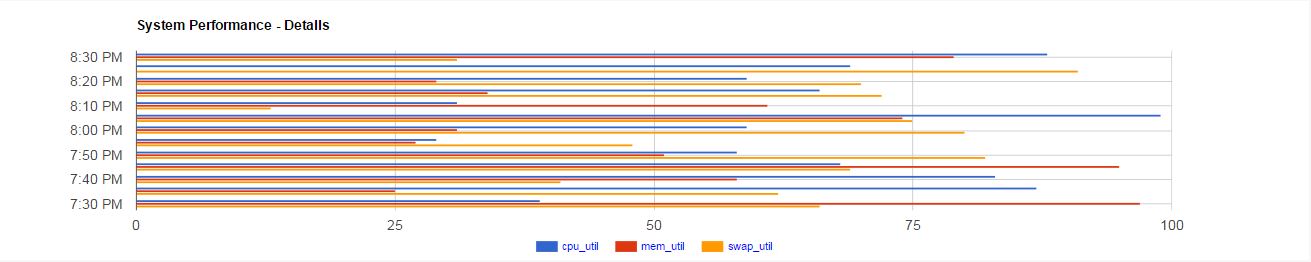 System Performance - Details
8:30 PM
8:20 PM
8:10 PM
8:00 PM
7:50 PM
7:40 PM
7:30 PM
0 25 50 75 100
cpu_util mem_util swap_util